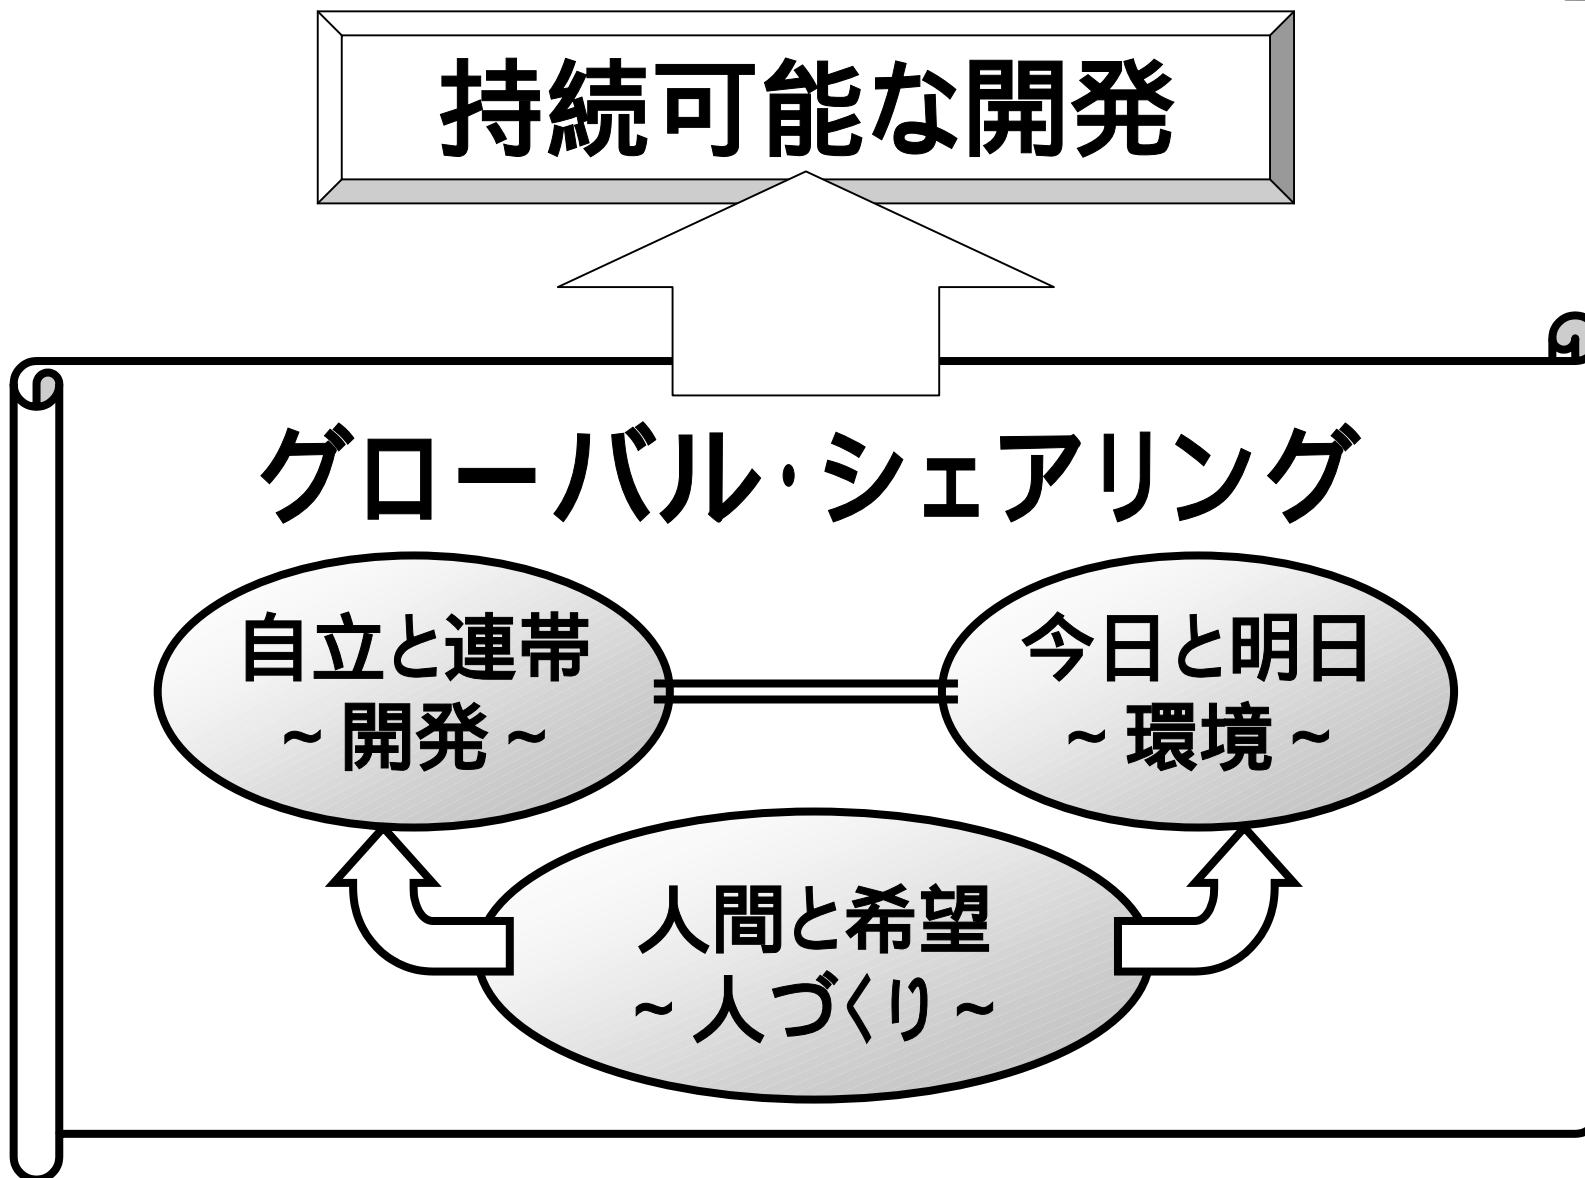 持続可能な開発
グローバル・シェアリング
自立と連帯
~ 開発 ~
今日と明日
~ 環境 ~
人間と希望
~ 人づくり ~